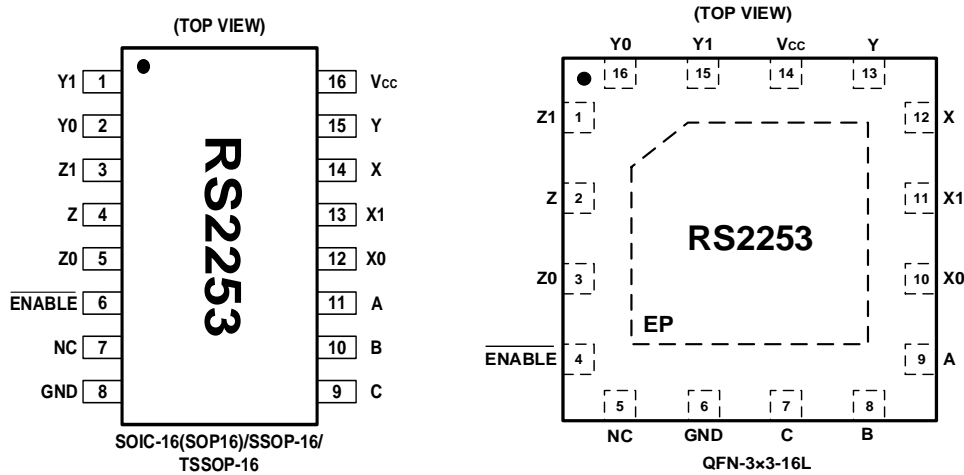 (TOP VIEW)
Y1 1 16 Vcc
Y0 2 15 Y
Z1 3 14 X
Z 4 13 X1
Z0 5 12 X0
ENABLE 6 11 A
NC 7 10 B
GND 8 9 C
RS2253
SOIC-16(SOP16)/SSOP-16/
TSSOP-16
(TOP VIEW)
Y0 Y1 Vcc Y
16 15 14 13
Z1 1 12 X
Z 2 11 X1
RS2253
Z0 3 10 X0
EP
ENABLE 4 9 A
5 6 7 8
NC GND C B
QFN-3×3-16L